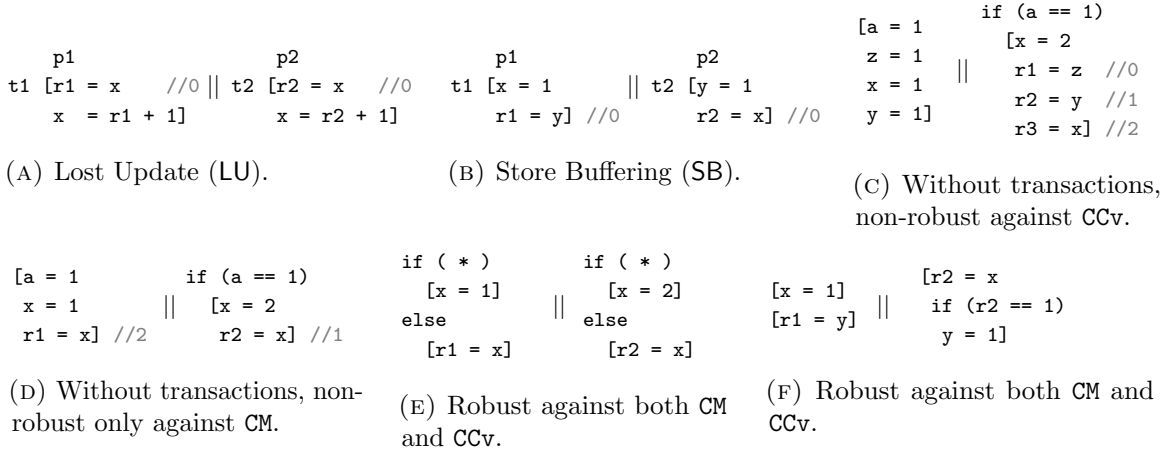 p1 p2
t1 [r1 = x //0 || t2 [r2 = x //0
x = r1 + 1] x = r2 + 1]
(A) Lost Update (LU).
p1 p2
t1 [x = 1 || t2 [y = 1
r1 = y] //0 r2 = x] //0
(B) Store Buffering (SB).
if (a == 1)
[a = 1 [x = 2
z = 1 || r1 = z //0
x = 1 r2 = y //1
y = 1] r3 = x] //2
(C) Without transactions,
non-robust against CCv.
[a = 1 if (a == 1)
x = 1 || [x = 2
r1 = x] //2 r2 = x] //1
(D) Without transactions, non-
robust only against CM.
if ( * ) if ( * )
[x = 1] || [x = 2]
else else
[r1 = x] [r2 = x]
(E) Robust against both CM
and CCv.
[r2 = x
[x = 1] || if (r2 == 1)
[r1 = y] y = 1]
(F) Robust against both CM and
CCv.